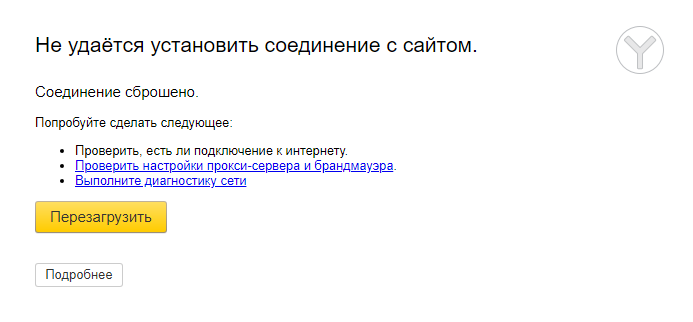 Не удаётся установить соединение с сайтом.
Соединение сброшено.
Попробуйте сделать следующее:
Проверить, есть ли подключение к интернету.
Проверить настройки прокси-сервера и брандмауэра.
Выполните диагностику сети
Перезагрузить
Подробнее